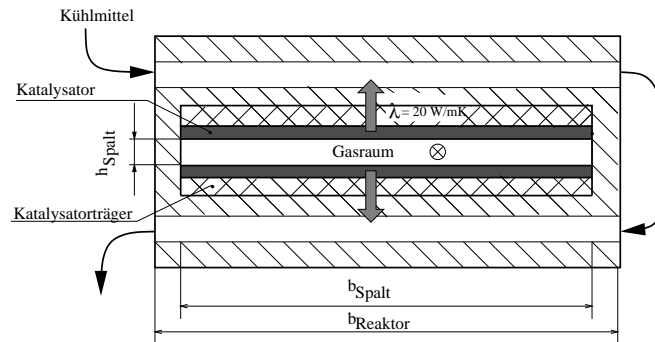 Kühlmittel
Katalysator
λ = 20 W/mK
hSpalt
Gasraum
Katalysatorträger
bSpalt
bReaktor